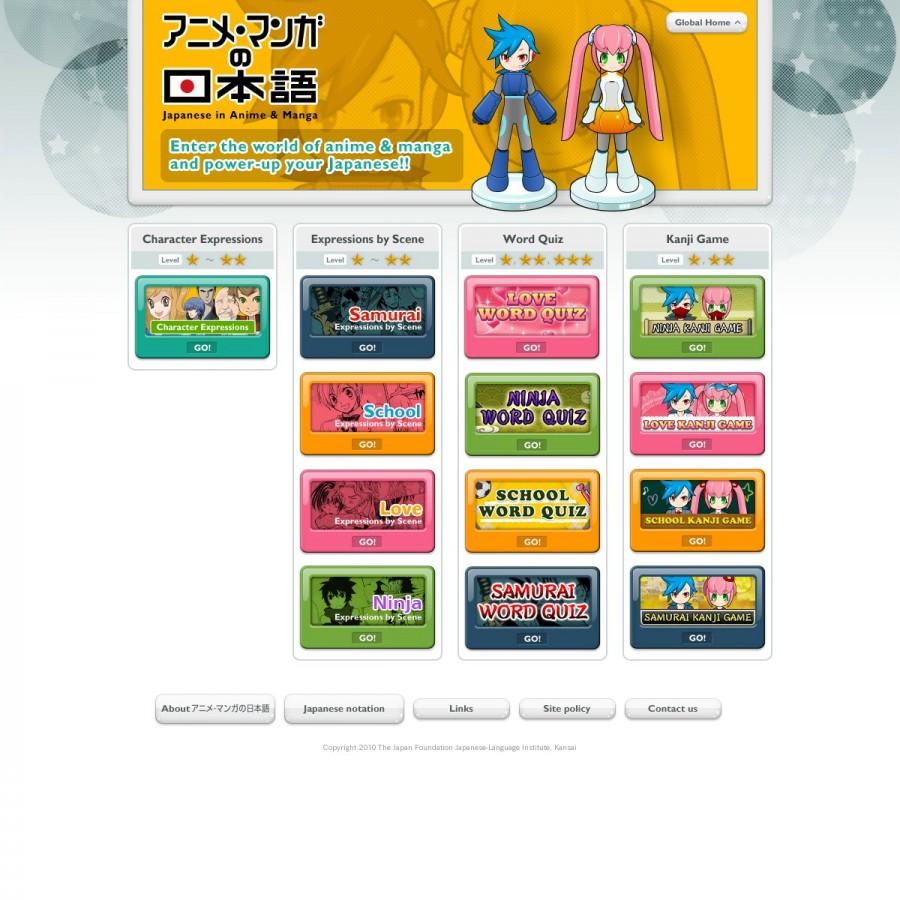 Global Home
アニメ・マンガ
の
日本語
Japanese in Anime & Manga
Enter the world of anime & manga
and power-up your Japanese!!
Character Expressions
Level ★ ～ ★★
Character Expressions
GO!
Expressions by Scene
Level ★ ～ ★★
Samurai
Expressions by Scene
GO!
School
Expressions by Scene
GO!
Love
Expressions by Scene
GO!
Ninja
Expressions by Scene
GO!
Word Quiz
Level ★, ★★, ★★★
LOVE
WORD QUIZ
GO!
NINJA
WORD QUIZ
GO!
SCHOOL
WORD QUIZ
GO!
SAMURAI
WORD QUIZ
GO!
Kanji Game
Level ★, ★★
NINJA KANJI GAME
GO!
LOVE KANJI GAME
GO!
SCHOOL KANJI GAME
GO!
SAMURAI KANJI GAME
GO!
About アニメ・マンガの日本語
Japanese notation
Links
Site policy
Contact us
Copyright 2010 The Japan Foundation Japanese-Language Institute, Kansai